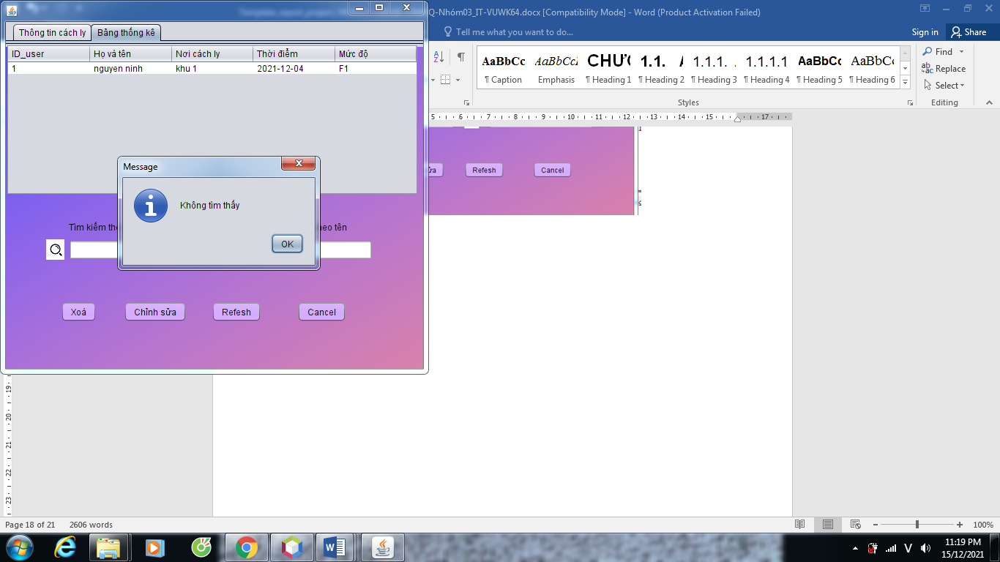 Q-Nhóm03_IT-VUWK64.docx [Compatibility Mode] - Word (Product Activation Failed)
Tell me what you want to do...
Sign in
Share
Thông tin cách ly
Bảng thống kê
ID_user
Họ và tên
Nơi cách ly
Thời điểm
Mức độ
1
nguyen ninh
khu 1
2021-12-04
F1
AaBbCc
AaBbCcI
CHƯƠ
1.1.
1.1.1.
1.1.1.1
AaBbCc
AaBbCc
¶ Caption
Emphasis
¶ Heading 1
¶ Heading 2
¶ Heading 3
¶ Heading 4
¶ Heading 5
¶ Heading 6
Styles
Find
Replace
Select
Editing
5 6 7 8 9 10 11 12 13 14 15 17
Message
Không tìm thấy
OK
Tìm kiếm
tên
Xoá
Chỉnh sửa
Refesh
Cancel
Refesh
Cancel
19
20
21
22
23
Page 18 of 21
2606 words
100%
V
11:19 PM
15/12/2021